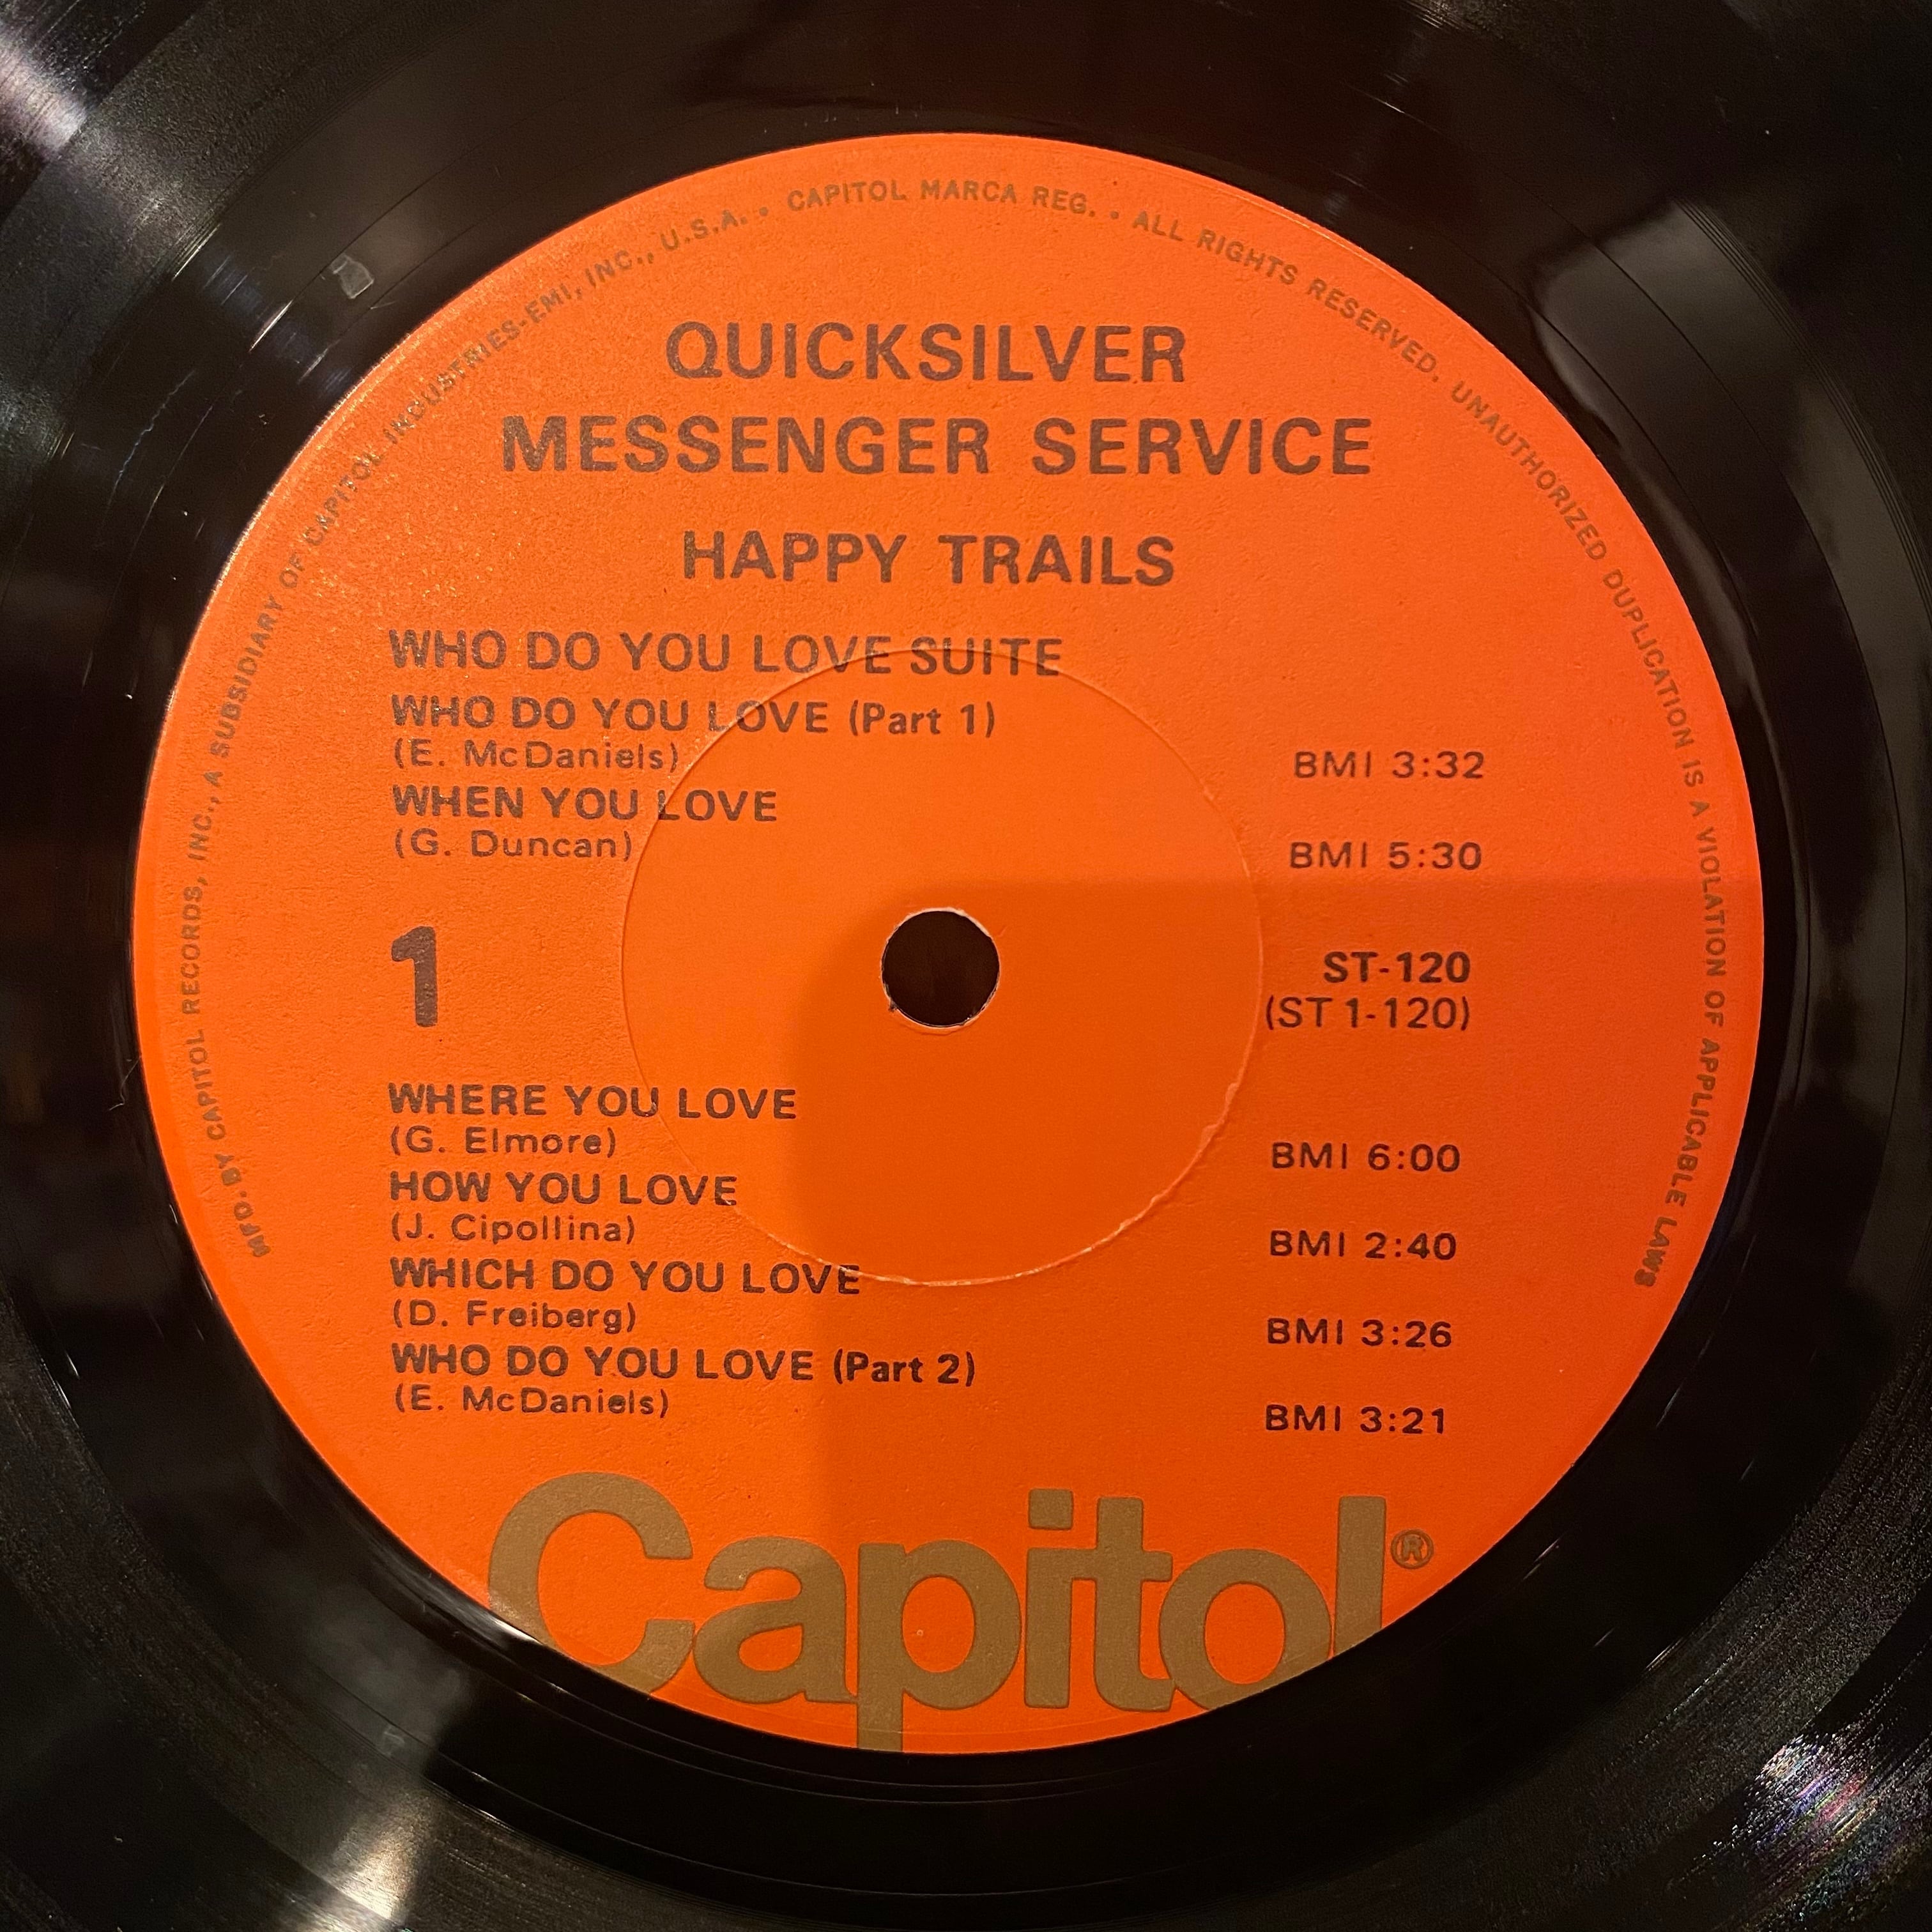 MFD. BY CAPITOL RECORDS, INC., A SUBSIDIARY OF CAPITOL INDUSTRIES-EMI, INC., U.S.A. • CAPITOL MARCA REG. • ALL RIGHTS RESERVED. UNAUTHORIZED DUPLICATION IS A VIOLATION OF APPLICABLE LAWS
QUICKSILVER
MESSENGER SERVICE
HAPPY TRAILS
WHO DO YOU LOVE SUITE
WHO DO YOU LOVE (Part 1)
(E. McDaniels) BMI 3:32
WHEN YOU LOVE
(G. Duncan) BMI 5:30
1
ST-120
(ST 1-120)
WHERE YOU LOVE
(G. Elmore) BMI 6:00
HOW YOU LOVE
(J. Cipollina) BMI 2:40
WHICH DO YOU LOVE
(D. Freiberg) BMI 3:26
WHO DO YOU LOVE (Part 2)
(E. McDaniels) BMI 3:21
Capitol®